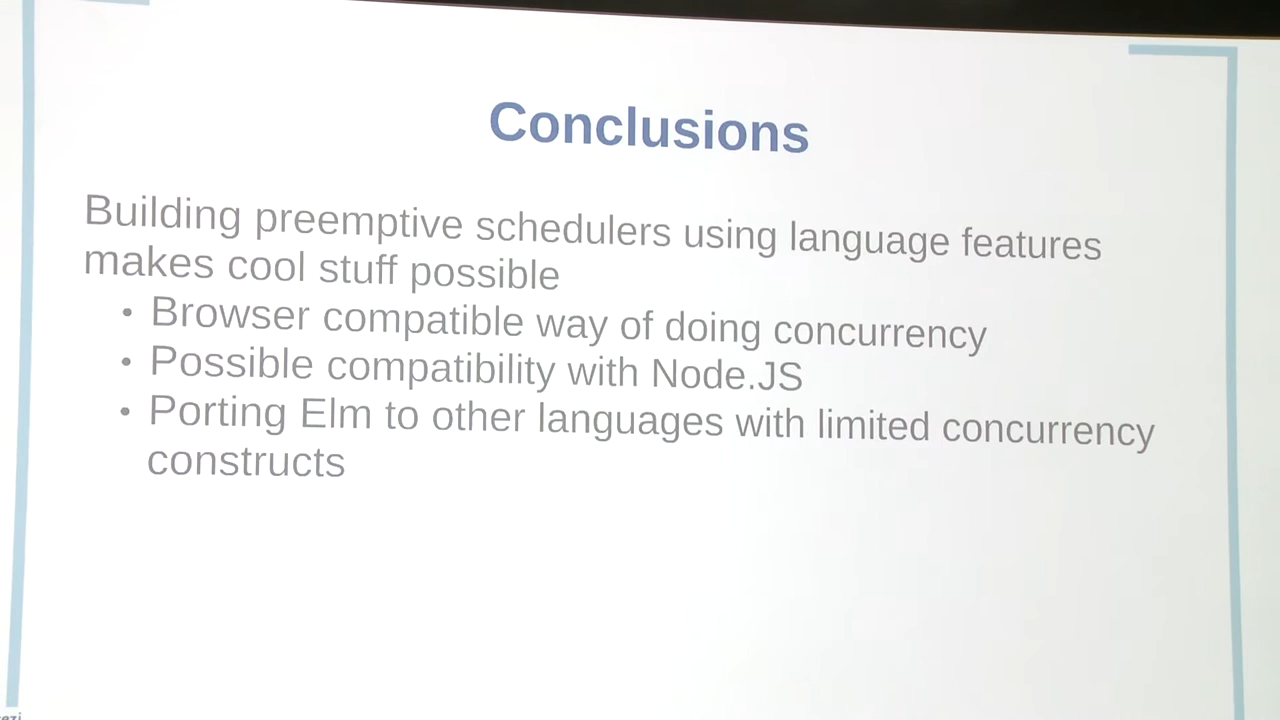 Conclusions
Building preemptive schedulers using language features
makes cool stuff possible
• Browser compatible way of doing concurrency
• Possible compatibility with Node.JS
• Porting Elm to other languages with limited concurrency
constructs